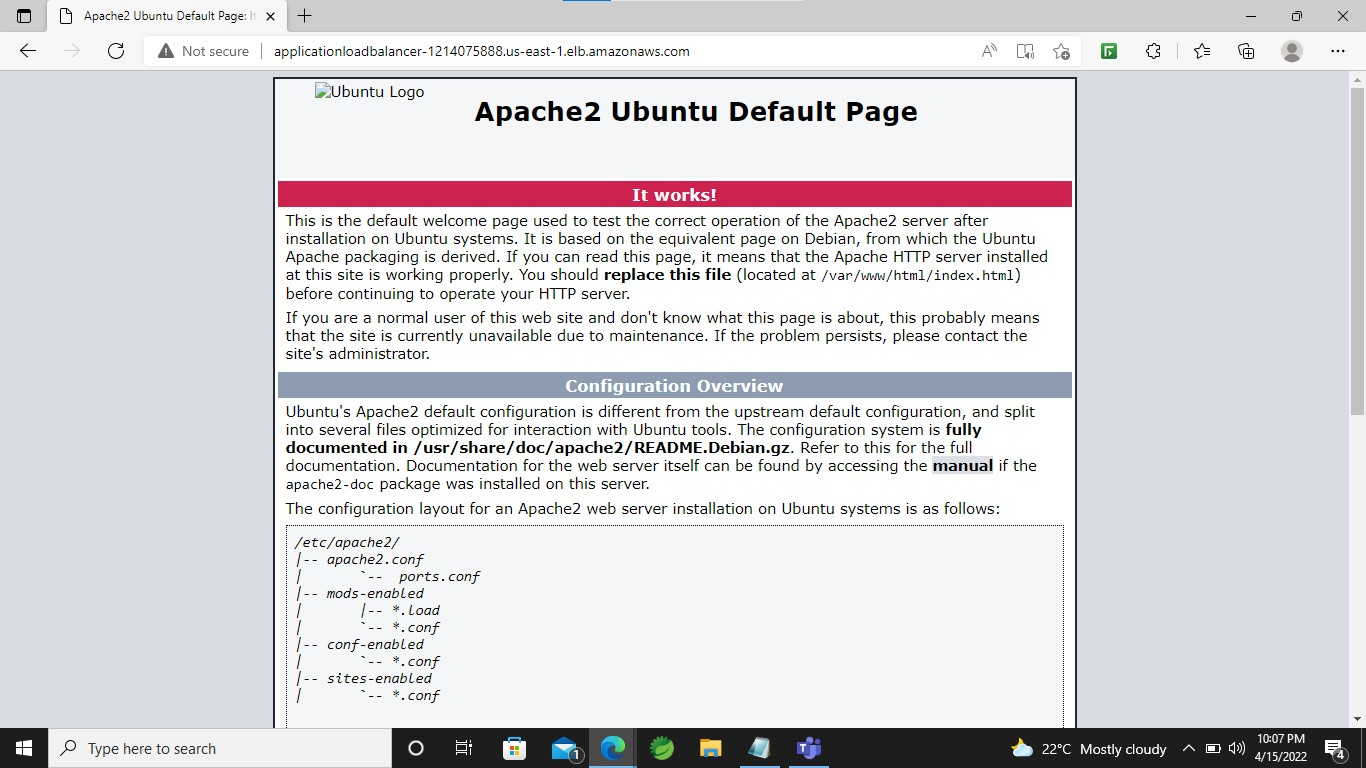 Apache2 Ubuntu Default Page: It
Not secure
applicationloadbalancer-1214075888.us-east-1.elb.amazonaws.com
Ubuntu Logo
Apache2 Ubuntu Default Page
It works!
This is the default welcome page used to test the correct operation of the Apache2 server after
installation on Ubuntu systems. It is based on the equivalent page on Debian, from which the Ubuntu
Apache packaging is derived. If you can read this page, it means that the Apache HTTP server installed
at this site is working properly. You should replace this file (located at /var/www/html/index.html)
before continuing to operate your HTTP server.
If you are a normal user of this web site and don't know what this page is about, this probably means
that the site is currently unavailable due to maintenance. If the problem persists, please contact the
site's administrator.
Configuration Overview
Ubuntu's Apache2 default configuration is different from the upstream default configuration, and split
into several files optimized for interaction with Ubuntu tools. The configuration system is fully
documented in /usr/share/doc/apache2/README.Debian.gz. Refer to this for the full
documentation. Documentation for the web server itself can be found by accessing the manual if the
apache2-doc package was installed on this server.
The configuration layout for an Apache2 web server installation on Ubuntu systems is as follows:
/etc/apache2/
|-- apache2.conf
|       `--  ports.conf
|-- mods-enabled
|       |-- *.load
|       `-- *.conf
|-- conf-enabled
|       `-- *.conf
|-- sites-enabled
|       `-- *.conf
Type here to search
1
22°C Mostly cloudy
10:07 PM
4/15/2022
4